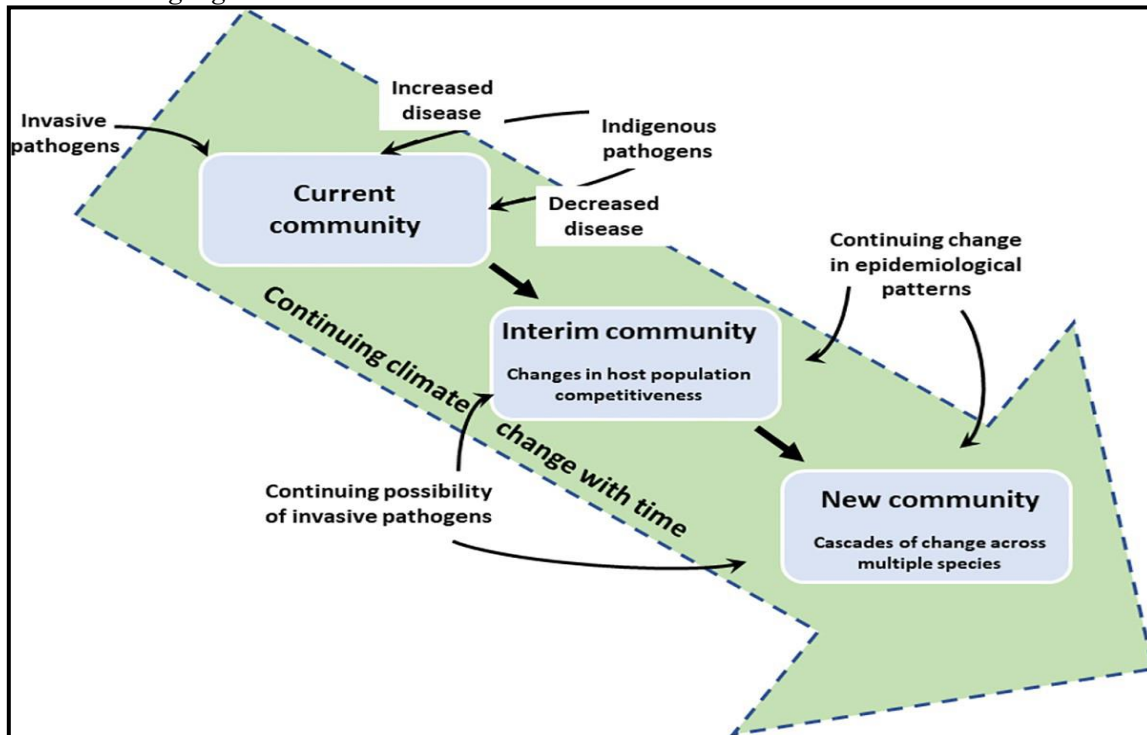 Invasive
pathogens
Increased
disease
Indigenous
pathogens
Current
community
Decreased
disease
Continuing change
in epidemiological
patterns
Interim community
Changes in host population
competitiveness
Continuing climate change with time
Continuing possibility
of invasive pathogens
New community
Cascades of change across
multiple species